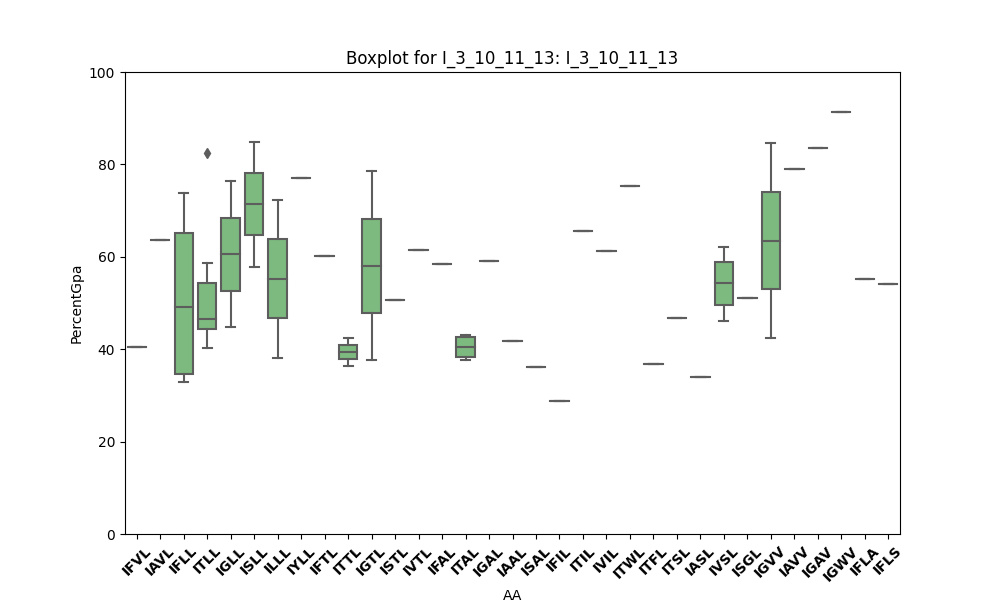 Boxplot for I_3_10_11_13: I_3_10_11_13
PercentGpa
100
80
60
40
20
0
IFVL IAVL IFLL ITLL IGLL ISLL ILLL IYLL IFTL ITTL IGTL ISTL IVTL IFAL ITAL IGAL IAAL ISAL IFIL ITIL IVIL ITWL ITFL ITSL IASL IVSL ISGL IGVV IAVV IGAV IGWV IFLA IFLS
AA